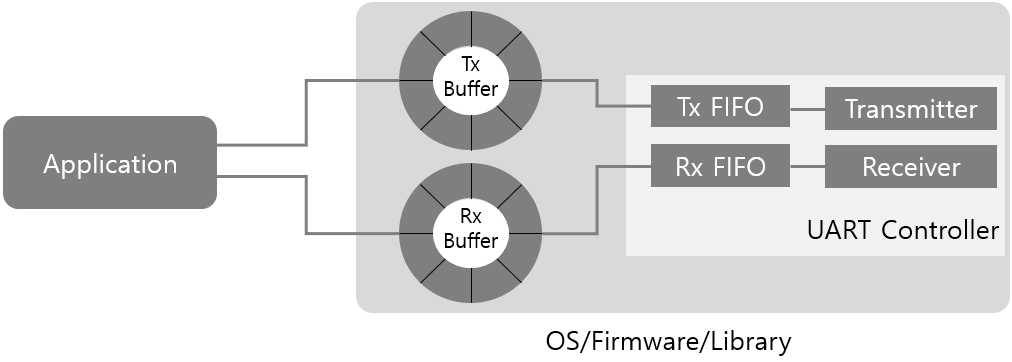 Application
Tx
Buffer
Rx
Buffer
Tx FIFO
Transmitter
Rx FIFO
Receiver
UART Controller
OS/Firmware/Library